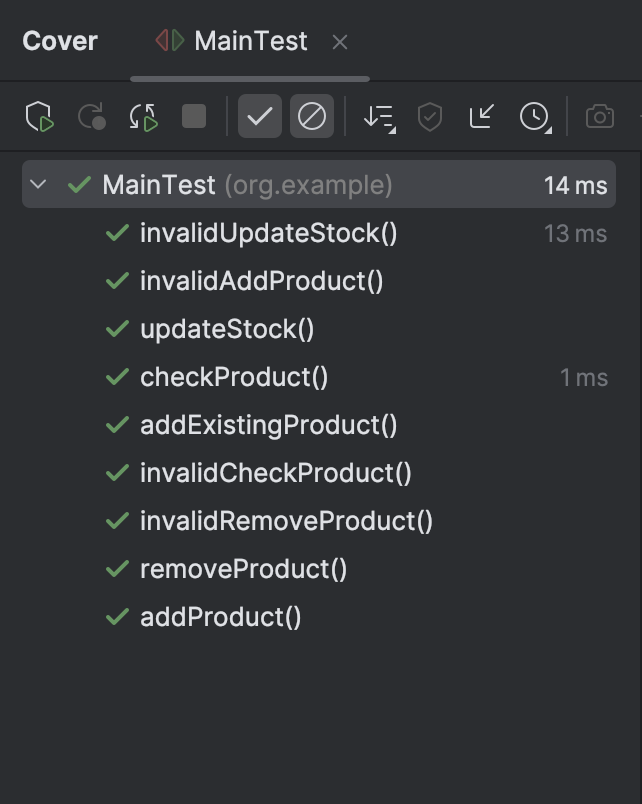 Cover MainTest
MainTest (org.example) 14 ms
invalidUpdateStock() 13 ms
invalidAddProduct()
updateStock()
checkProduct() 1 ms
addExistingProduct()
invalidCheckProduct()
invalidRemoveProduct()
removeProduct()
addProduct()